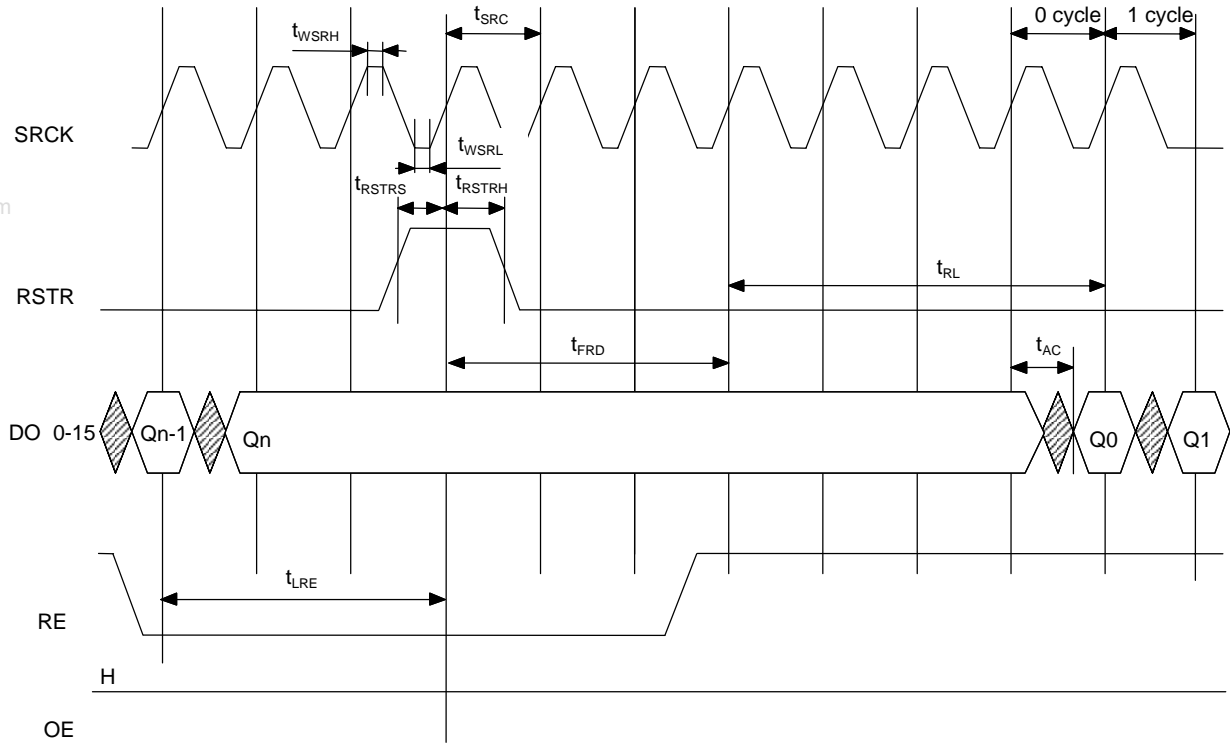 0 cycle 1 cycle
tSRC
tWSRH
SRCK
tWSRL
tRSTRS tRSTRH
m
tRL
RSTR
tFRD
tAC
DO 0-15 Qn-1 Qn Q0 Q1
tLRE
RE
H
OE